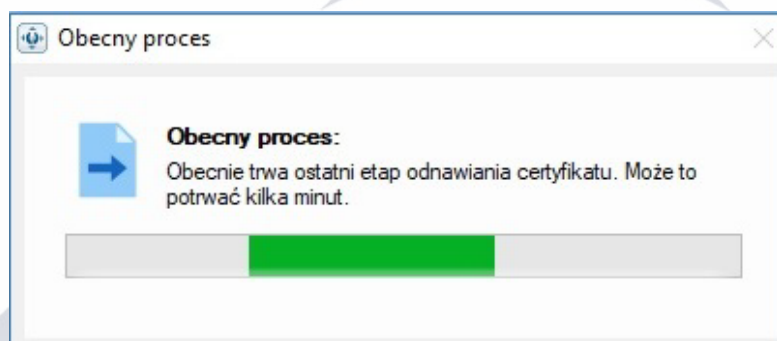 Obecny proces
Obecny proces:
Obecnie trwa ostatni etap odnawiania certyfikatu. Może to
potrwać kilka minut.